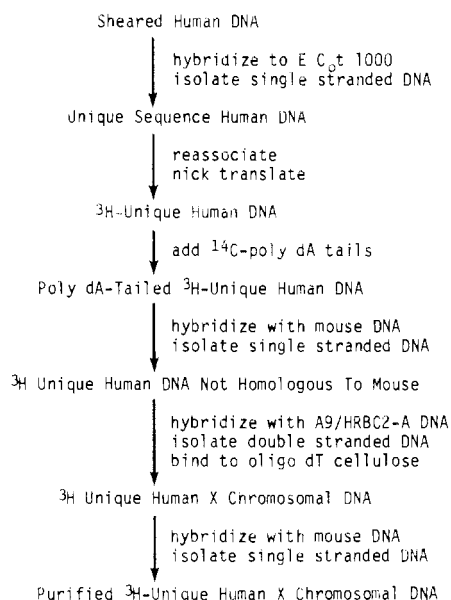 Sheared Human DNA
hybridize to E C₀t 1000
isolate single stranded DNA
Unique Sequence Human DNA
reassociate
nick translate
³H-Unique Human DNA
add ¹⁴C-poly dA tails
Poly dA-Tailed ³H-Unique Human DNA
hybridize with mouse DNA
isolate single stranded DNA
³H Unique Human DNA Not Homologous To Mouse
hybridize with A9/HRBC2-A DNA
isolate double stranded DNA
bind to oligo dT cellulose
³H Unique Human X Chromosomal DNA
hybridize with mouse DNA
isolate single stranded DNA
Purified ³H-Unique Human X Chromosomal DNA